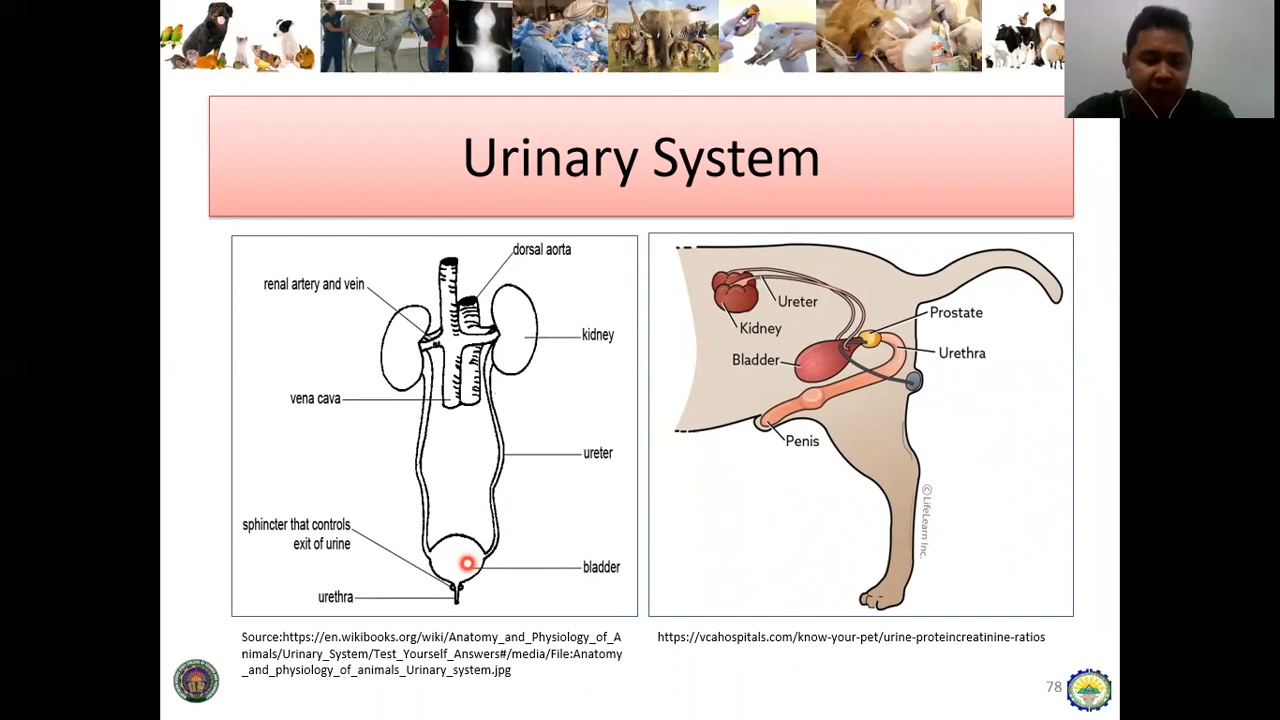 Urinary System
dorsal aorta
renal artery and vein
kidney
vena cava
ureter
sphincter that controls
exit of urine
bladder
urethra
Ureter
Kidney
Prostate
Bladder
Urethra
Penis
©LifeLearn Inc.
Source:https://en.wikibooks.org/wiki/Anatomy_and_Physiology_of_A
nimals/Urinary_System/Test_Yourself_Answers#/media/File:Anatomy
_and_physiology_of_animals_Urinary_system.jpg
https://vcahospitals.com/know-your-pet/urine-proteincreatinine-ratios
78